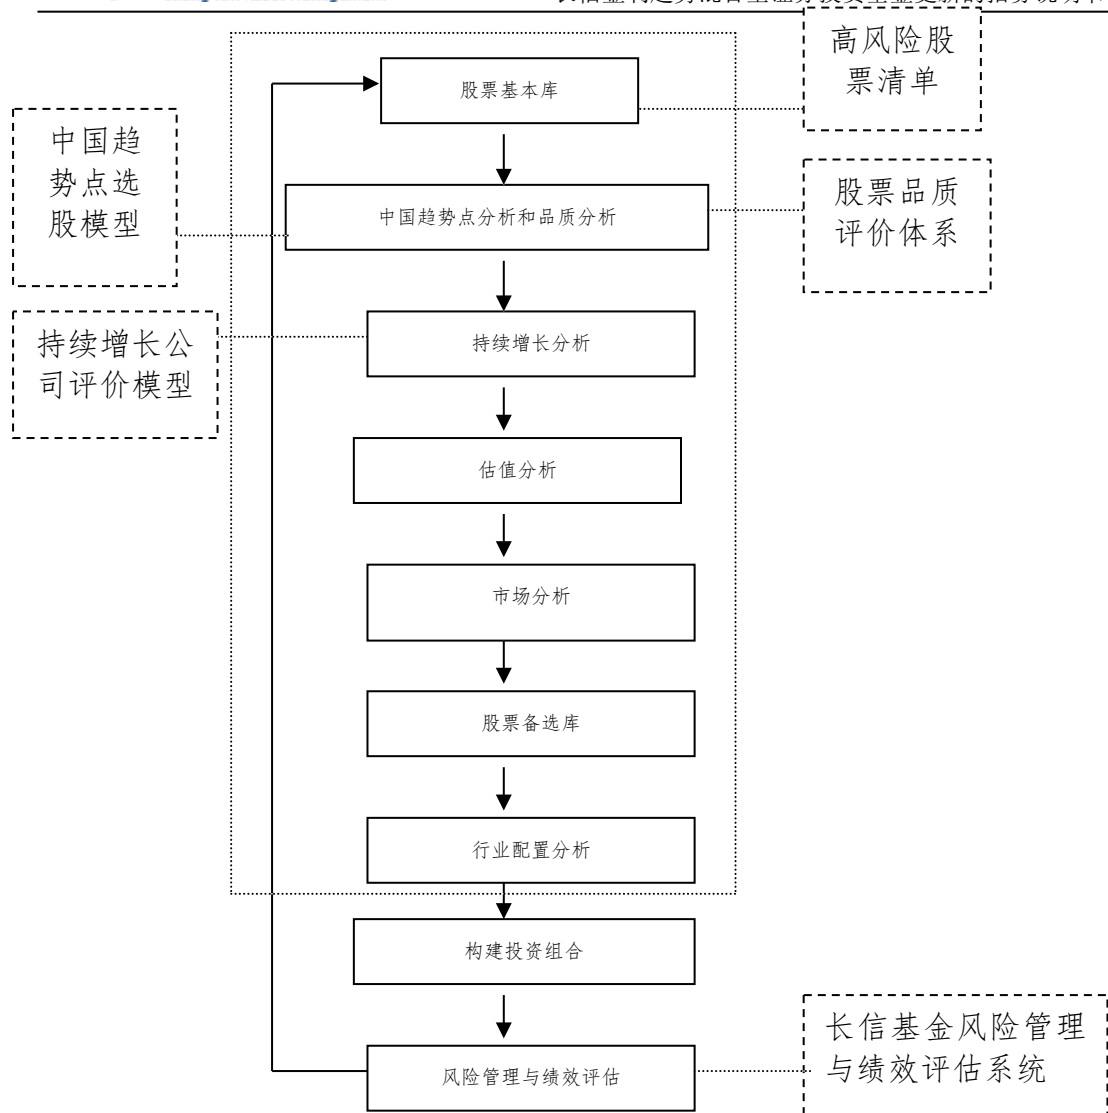 高风险股
票清单
股票基本库
中国趋
势点选
股模型
股票品质
评价体系
中国趋势点分析和品质分析
持续增长公
司评价模型
持续增长分析
估值分析
市场分析
股票备选库
行业配置分析
构建投资组合
长信基金风险管理
与绩效评估系统
风险管理与绩效评估